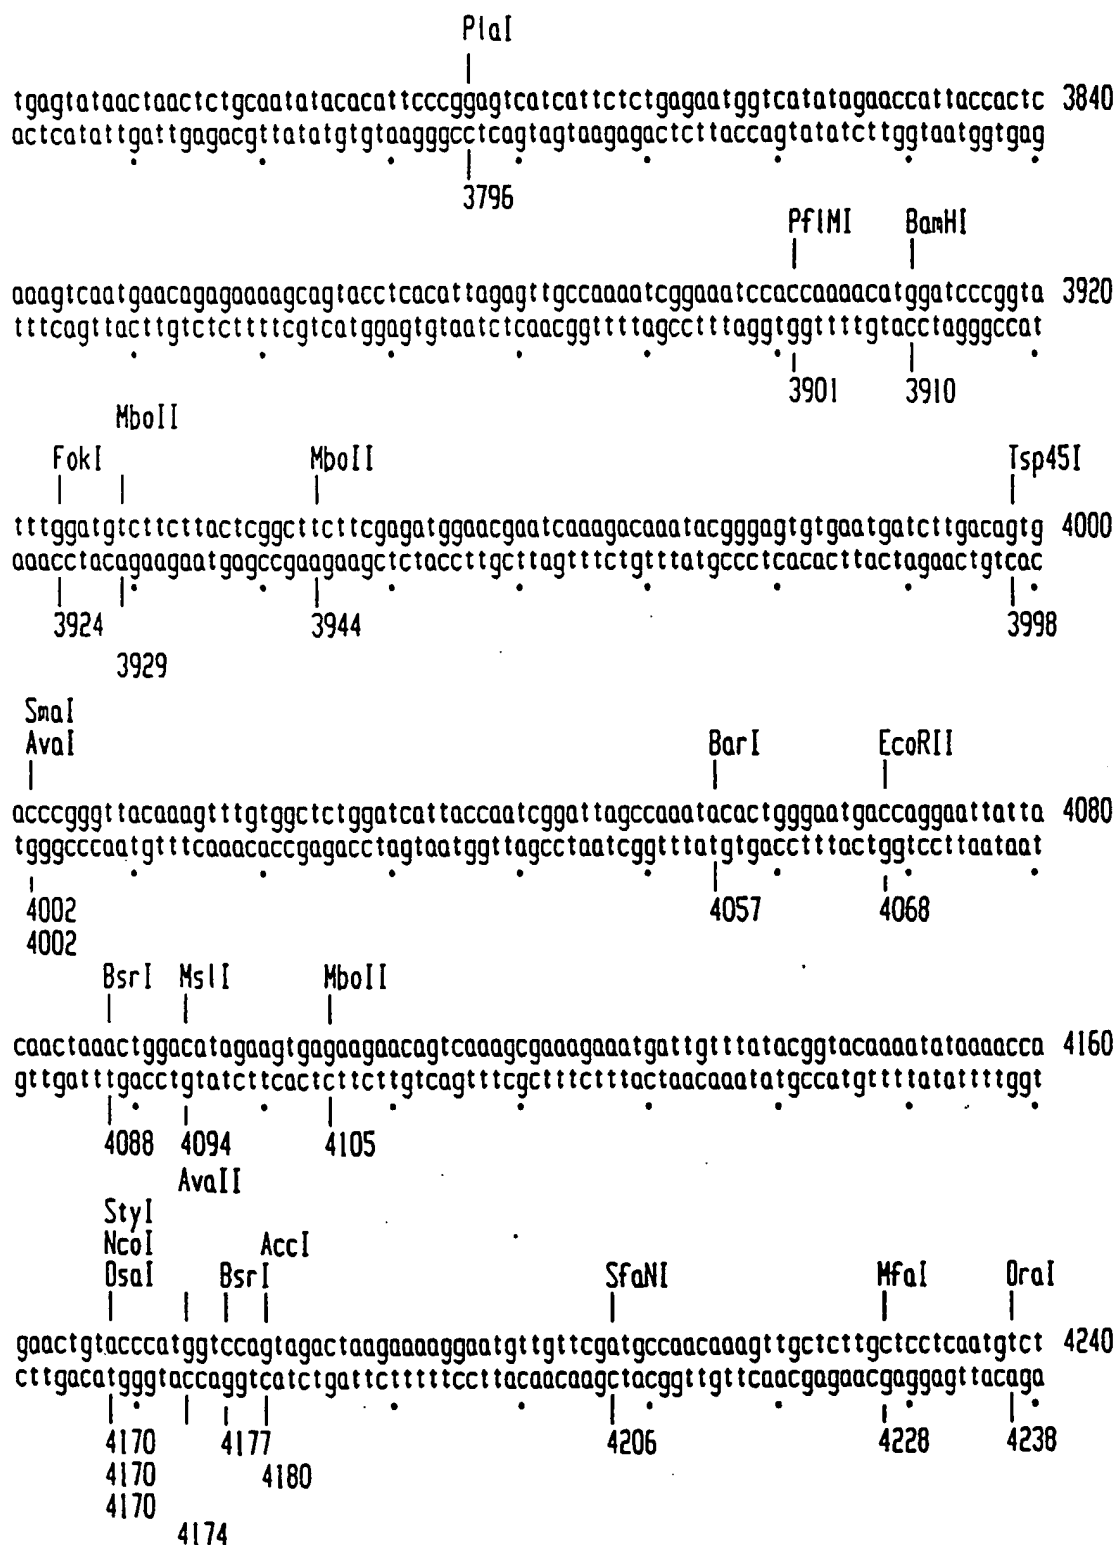 PlaI
tgagtataactaactctgcaatatacacattcccggagtcatcattctctgagaatggtcatatagaaccattaccactc 3840
actcatattgattgagacgttatatgtgtaagggcctcagtagtaagagactcttaccagtatatcttggtaatggtgag
3796
PflMI BamHI
aaagtcaatgaacagagaaaagcagtacctcacattagagttgccaaaatcggaaatccaccaaaacatggatcccggta 3920
tttcagttacttgtctcttttcgtcatggagtgtaatctcaacggttttagcctttaggtggttttgtacctagggccat
3901 3910
MboII
FokI MboII Tsp45I
tttggatgtcttcttactcggcttcttcgagatggaacgaatcaaagacaaatacgggagtgtgaatgatcttgacagtg 4000
aaacctacagaagaatgagccgaagaagctctaccttgcttagtttctgtttatgccctcacacttactagaactgtcac
3924 3944 3998
3929
SmaI
AvaI BarI EcoRII
acccgggttacaaagtttgtggctctggatcattaccaatcggattagccaaatacactgggaatgaccaggaattatta 4080
tgggcccaatgtttcaaacaccgagacctagtaatggttagcctaatcggtttatgtgacctttactggtccttaataat
4002 4057 4068
4002
BsrI MslI MboII
caactaaactggacatagaagtgagaagaacagtcaaagcgaaagaaatgattgtttatacggtacaaaatataaaacca 4160
gttgatttgacctgtatcttcactcttcttgtcagtttcgctttctttactaacaaatatgccatgttttatattttggt
4088 4094 4105
AvaII
StyI
NcoI AccI
DsaI BsrI SfaNI MfaI DraI
gaactgtacccatggtccagtagactaagaaaaggaatgttgttcgatgccaacaaagttgctcttgctcctcaatgtct 4240
cttgacatgggtaccaggtcatctgattctttttccttacaacaagctacggttgttcaacgagaacgaggagttacaga
4170 4177 4206 4228 4238
4170 4180
4170
4174